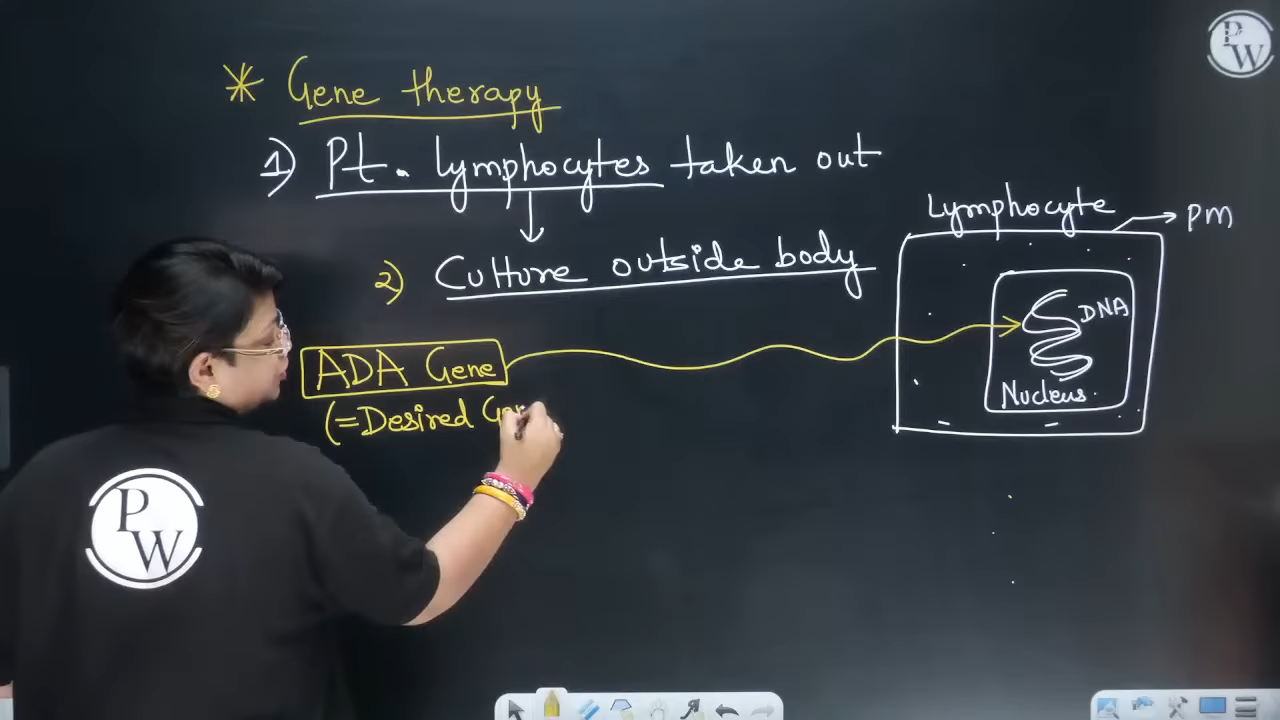 PW
* Gene therapy
1) Pt. lymphocytes taken out
Lymphocyte → PM
2) Culture outside body
DNA
ADA Gene
Nucleus
(=Desired
PW